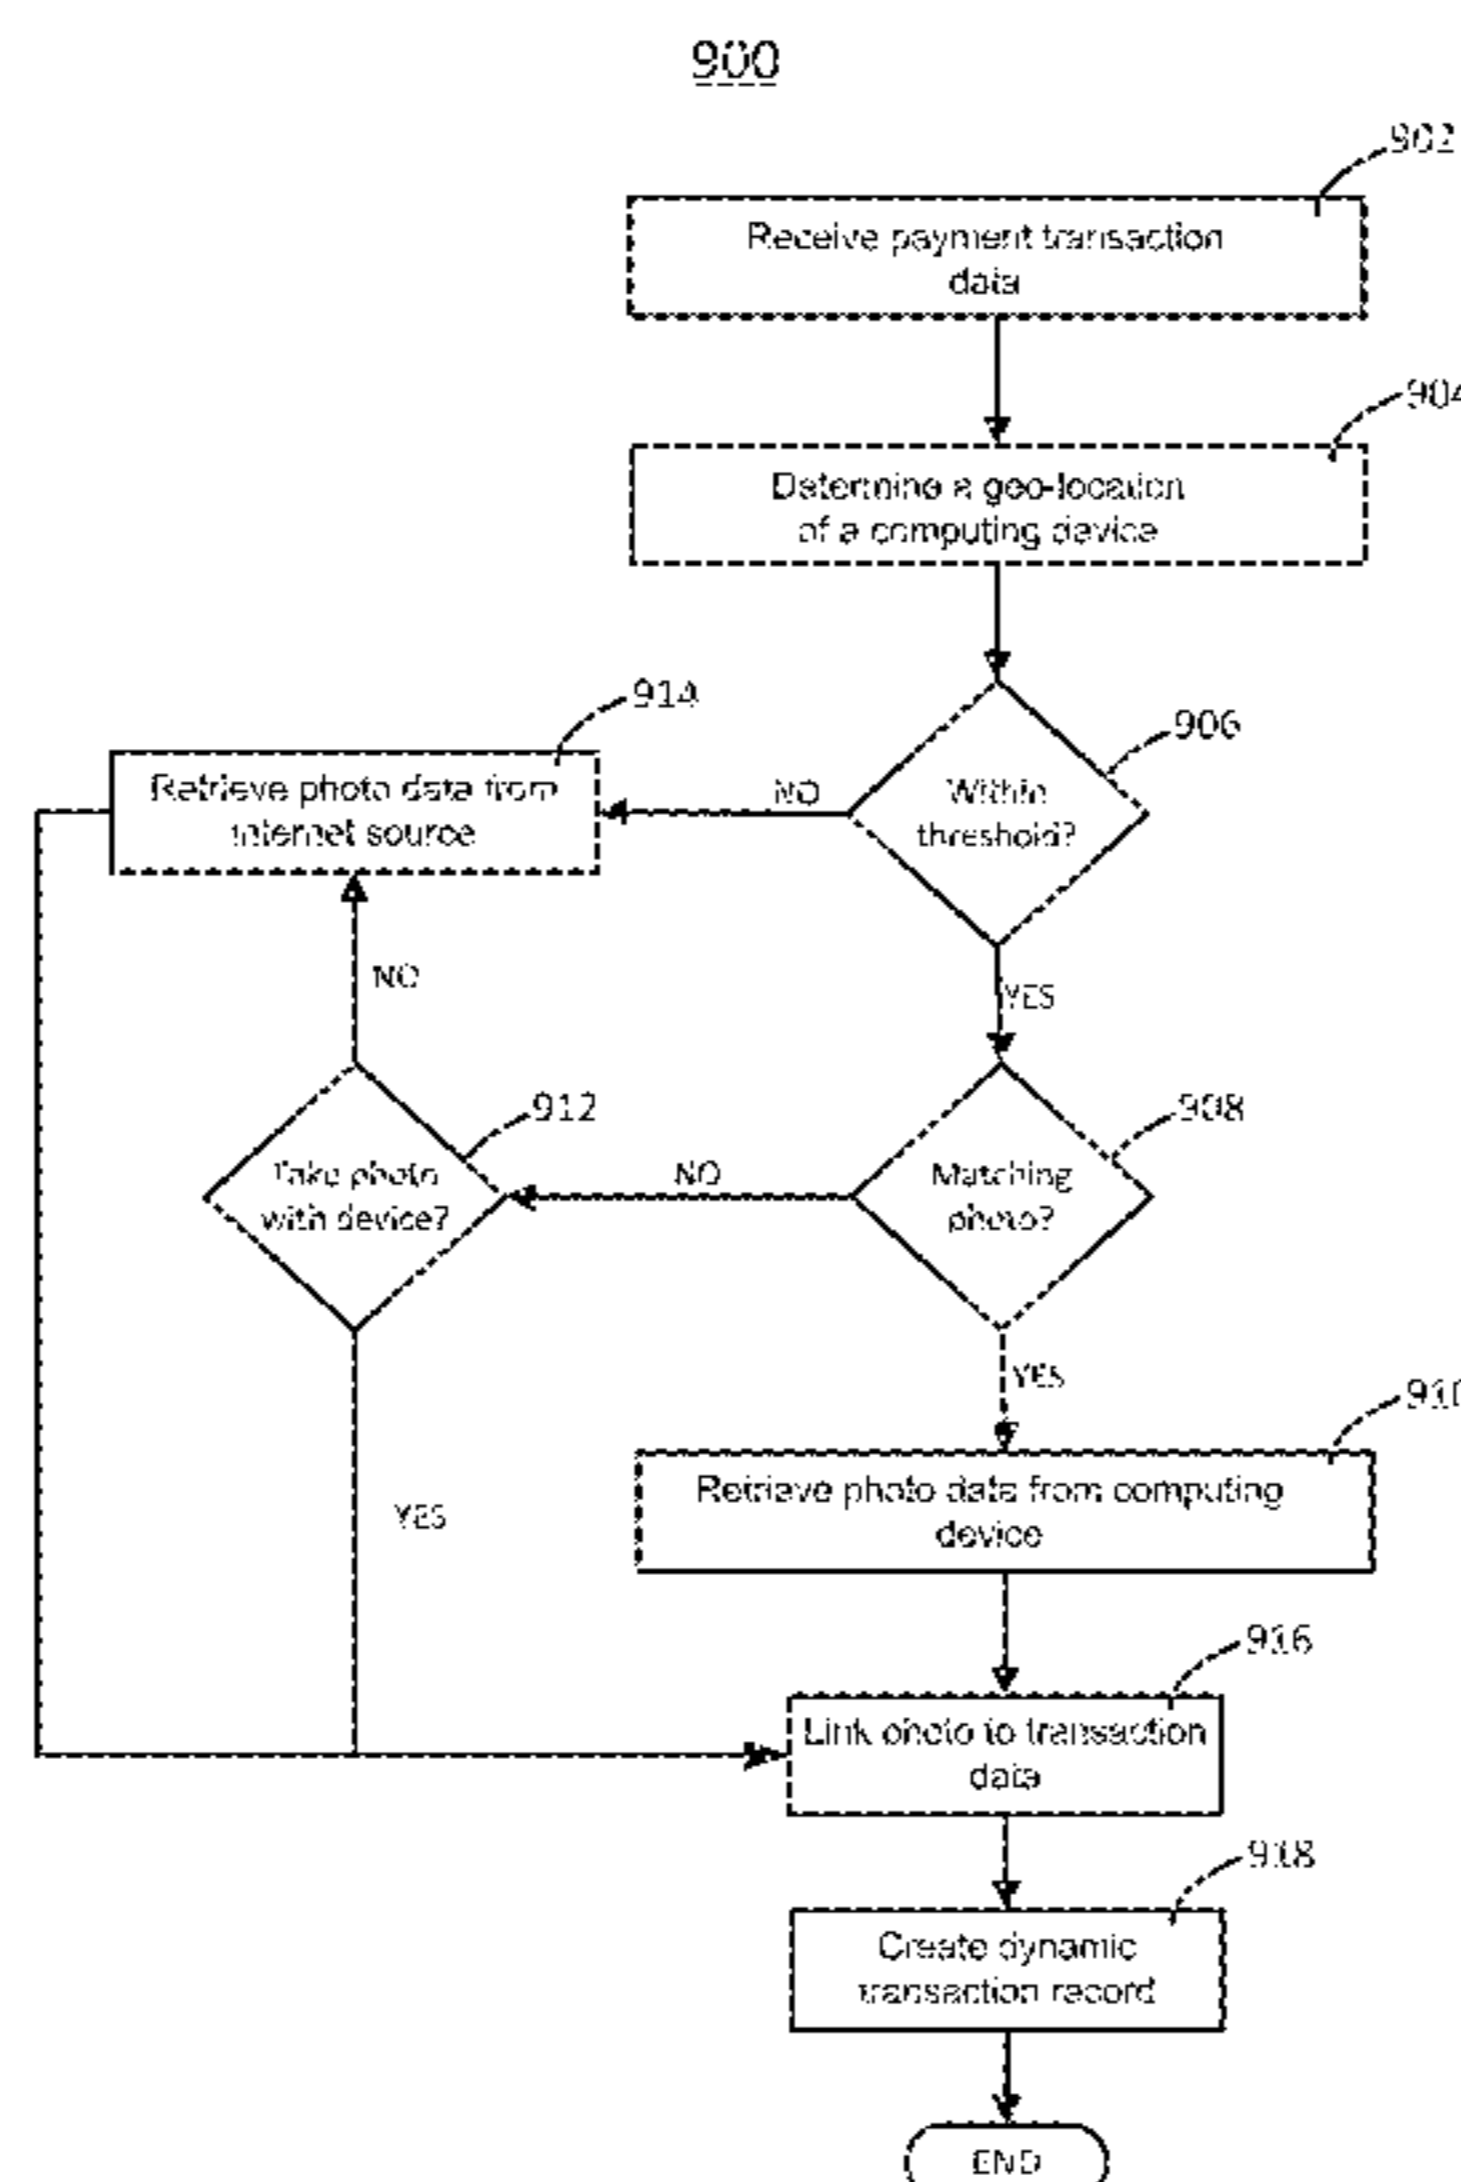 900
902
Receive payment transaction
data
904
Determine a geo-location
of a computing device
914
Retrieve photo data from
internet source
906
Within
threshold?
NO
NO
YES
912
Take photo
with device?
908
Matching
photo?
NO
YES
YES
910
Retrieve photo data from computing
device
916
Link photo to transaction
data
918
Create dynamic
transaction record
END